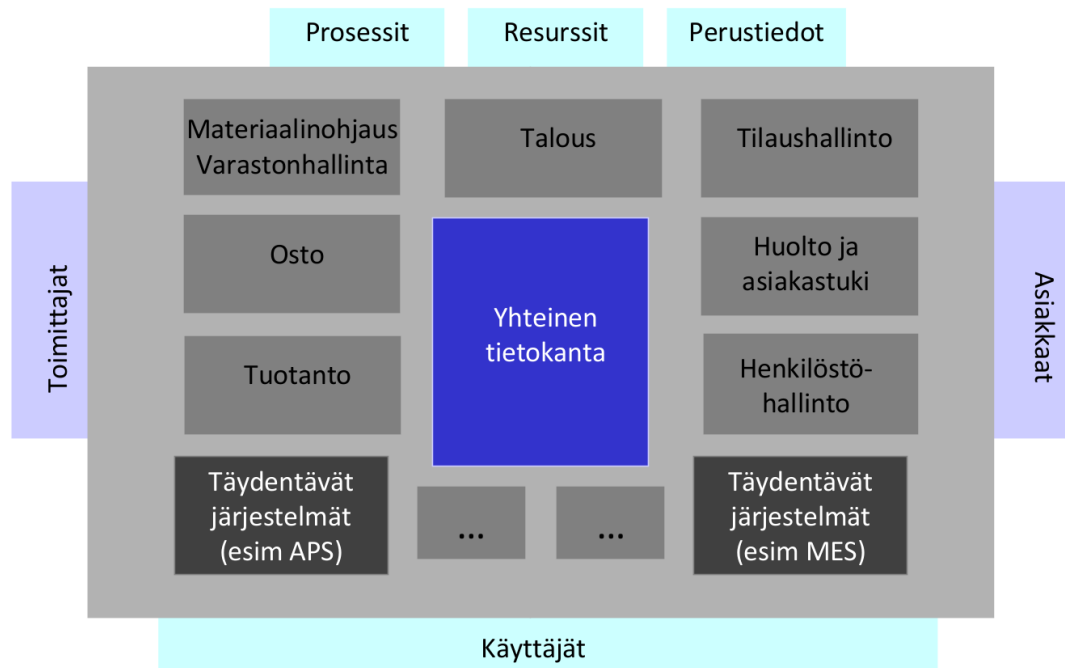 Prosessit
Resurssit
Perustiedot
Materiaalinohjaus
Varastonhallinta
Talous
Tilaushallinto
Toimittajat
Osto
Yhteinen
tietokanta
Huolto ja
asiakastuki
Asiakkaat
Tuotanto
Henkilöstö-
hallinto
Täydentävät
järjestelmät
(esim APS)
...
...
Täydentävät
järjestelmät
(esim MES)
Käyttäjät